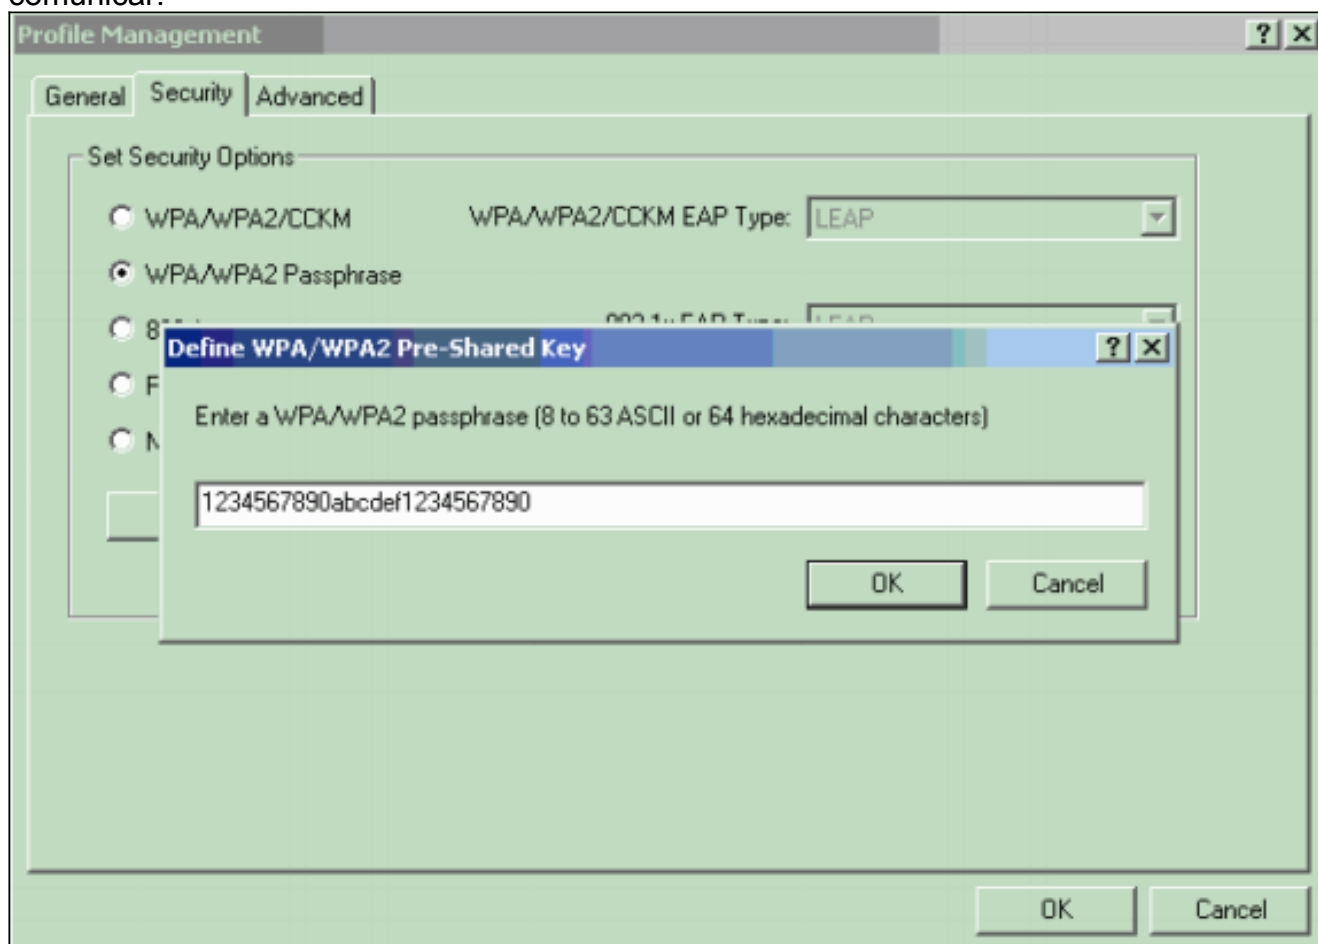 comunicar.
Profile Management
General Security Advanced
Set Security Options
WPA/WPA2/CCKM WPA/WPA2/CCKM EAP Type: LEAP
WPA/WPA2 Passphrase
Define WPA/WPA2 Pre-Shared Key
Enter a WPA/WPA2 passphrase (8 to 63 ASCII or 64 hexadecimal characters)
1234567890abcdef1234567890
OK Cancel
OK Cancel